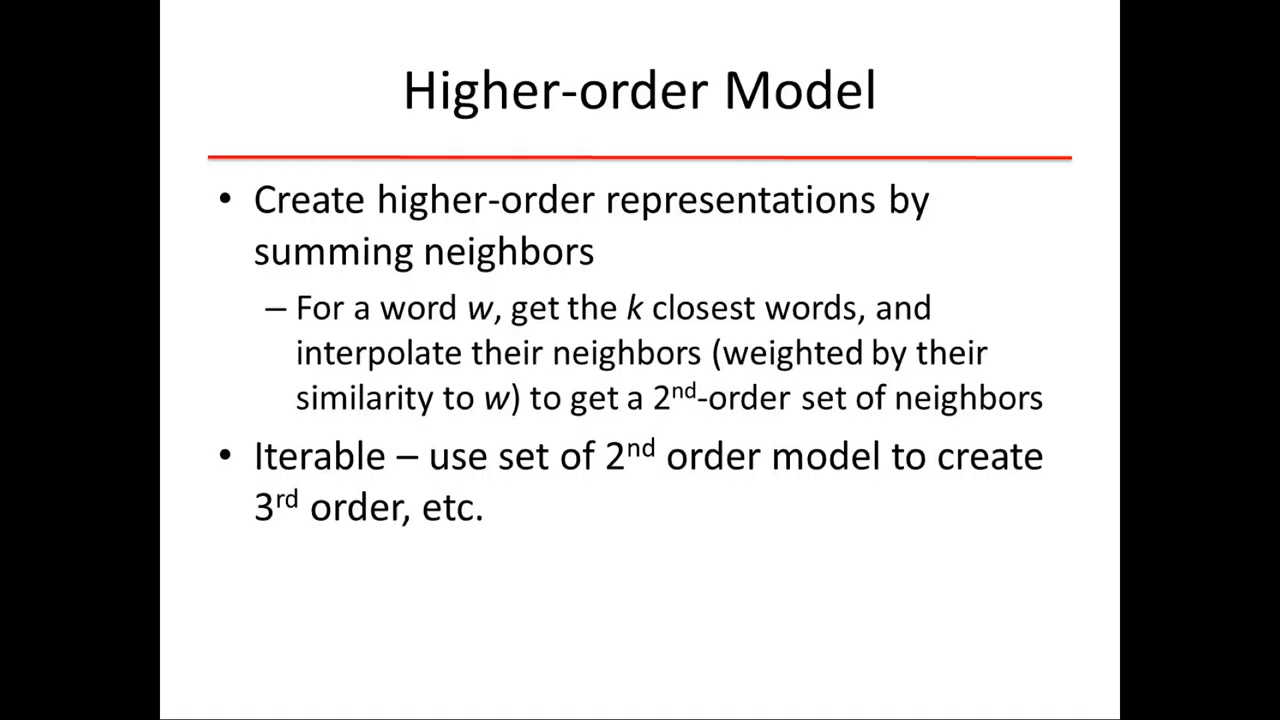 Higher-order Model
• Create higher-order representations by
summing neighbors
– For a word w, get the k closest words, and
interpolate their neighbors (weighted by their
similarity to w) to get a 2nd-order set of neighbors
• Iterable – use set of 2nd order model to create
3rd order, etc.